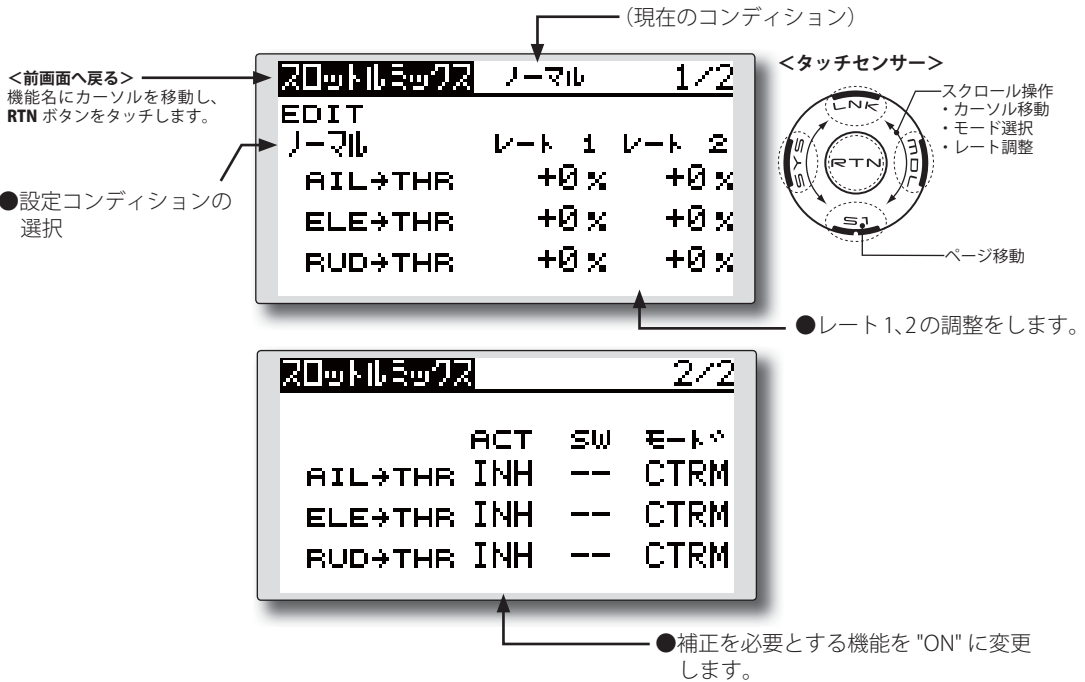 (現在のコンディション)
<前画面へ戻る>
機能名にカーソルを移動し、
RTN ボタンをタッチします。
スロットルミックス ノーマル 1/2
EDIT
ノーマル レート 1 レート 2
AIL→THR +0% +0%
ELE→THR +0% +0%
RUD→THR +0% +0%
●設定コンディションの
選択
<タッチセンサー>
LNK
SYS
RTN
MDL
S1
スクロール操作
・カーソル移動
・モード選択
・レート調整
ページ移動
●レート1、2の調整をします。
スロットルミックス 2/2
ACT SW モード
AIL→THR INH -- CTRM
ELE→THR INH -- CTRM
RUD→THR INH -- CTRM
●補正を必要とする機能を "ON" に変更
します。